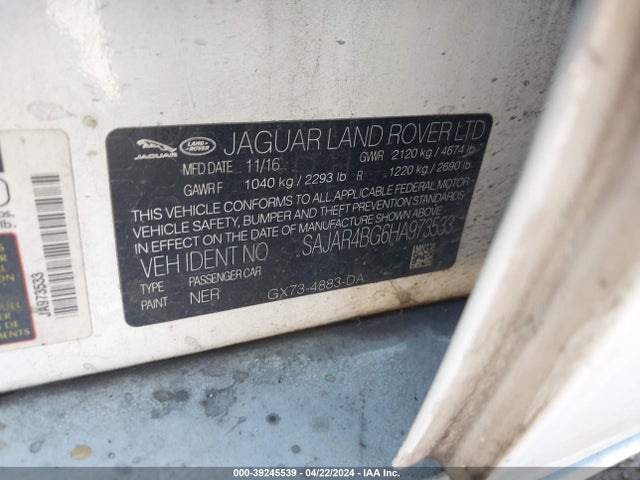 JAGUAR
LAND ROVER
JAGUAR LAND ROVER LTD
MFD DATE 11/16 GVWR 2120 kg / 4674 lb
GAWR F 1040 kg / 2293 lb R 1220 kg / 2690 lb
THIS VEHICLE CONFORMS TO ALL APPLICABLE FEDERAL MOTOR
VEHICLE SAFETY, BUMPER AND THEFT PREVENTION STANDARDS
IN EFFECT ON THE DATE OF MANUFACTURE SHOWN ABOVE.
VEH IDENT NO. SAJAR4BG6HA973533
TYPE PASSENGER CAR
PAINT NER GX73-4883-DA
JA973533
lb.
DE
EMENTS
000-39245539 - 04/22/2024 - IAA Inc.